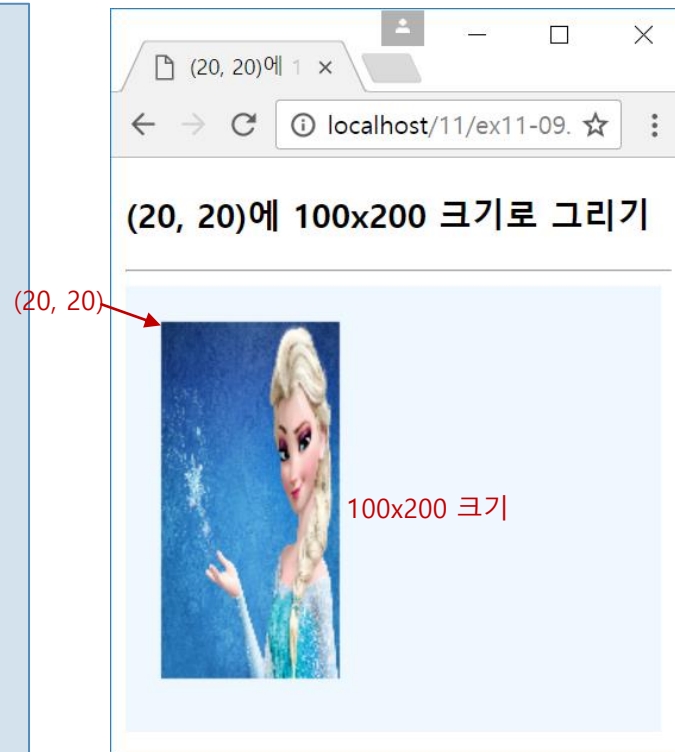 (20, 20)에 1
localhost/11/ex11-09.
(20, 20)에 100x200 크기로 그리기
(20, 20)
100x200 크기